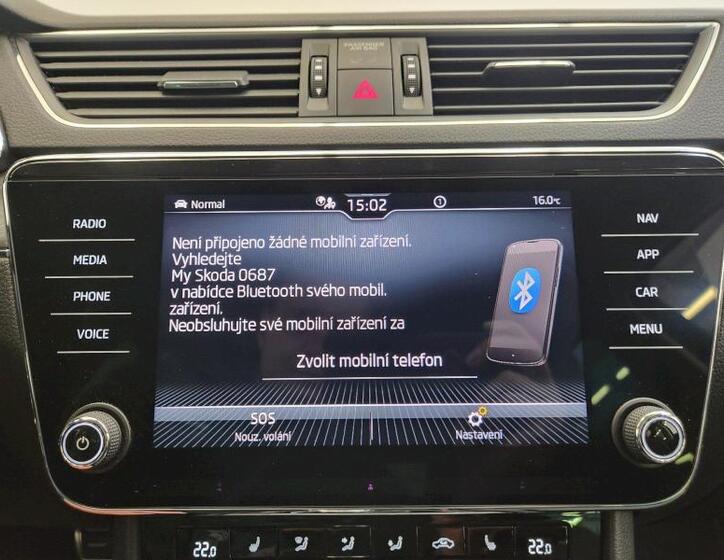 PASSENGER
AIR BAG
Normal
15:02
1
16.0°C
RADIO
MEDIA
PHONE
VOICE
Není připojeno žádné mobilní zařízení.
Vyhledejte
My Skoda 0687
v nabídce Bluetooth svého mobil.
zařízení.
Neobsluhujte své mobilní zařízení za
Zvolit mobilní telefon
SOS
Nouz. volání
Nastavení
NAV
APP
CAR
MENU
22.0
22.0